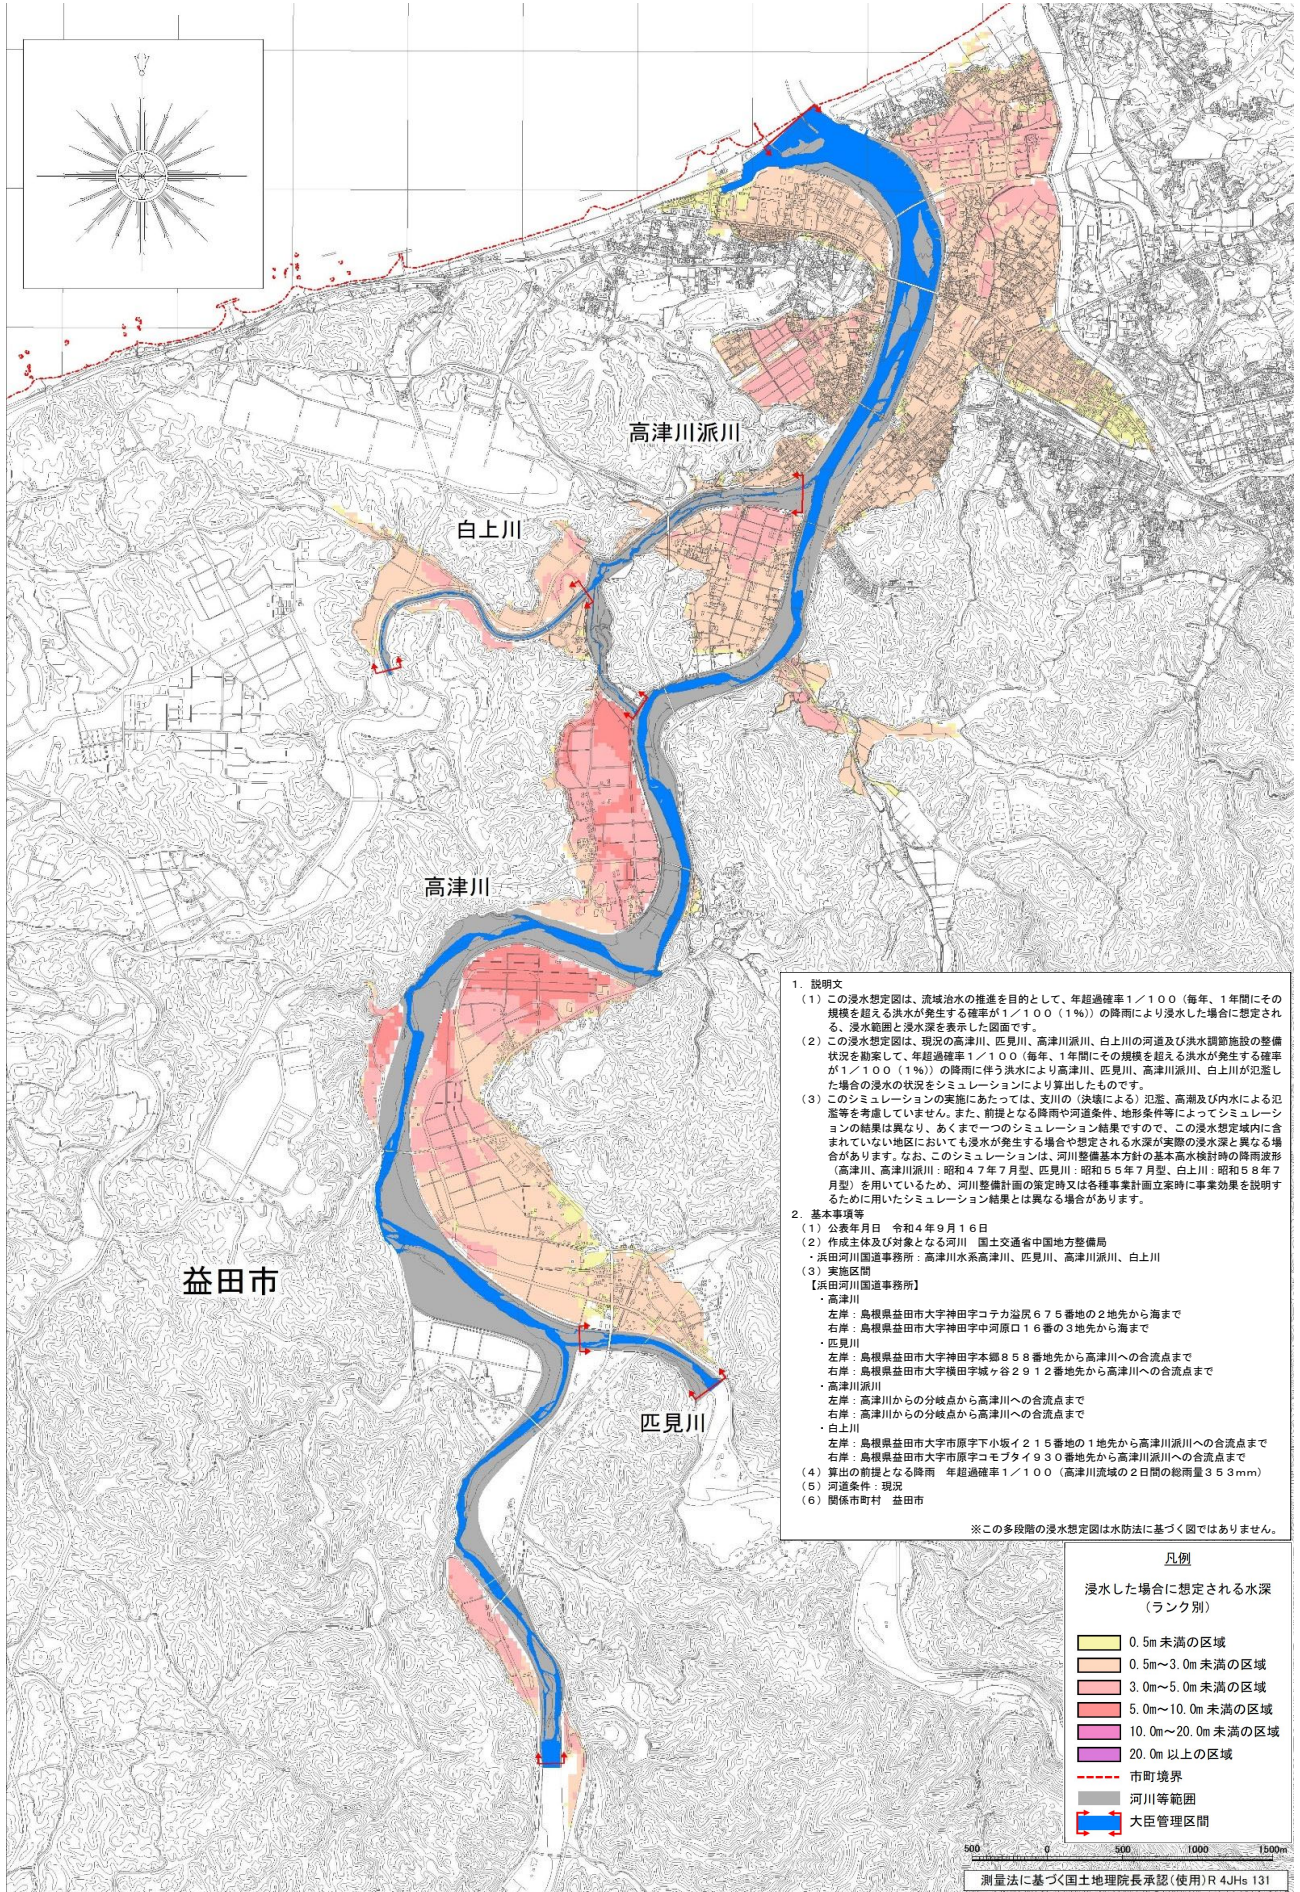 高津川派川
白上川
高津川
益田市
匹見川
1. 説明文
（1）この浸水想定図は、流域治水の推進を目的として、年超過確率１／１００（毎年、１年間にその
規模を超える洪水が発生する確率が１／１００（１%））の降雨により浸水した場合に想定され
る、浸水範囲と浸水深を表示した図面です。
（2）この浸水想定図は、現況の高津川、匹見川、高津川派川、白上川の河道及び洪水調節施設の整備
状況を勘案して、年超過確率１／１００（毎年、１年間にその規模を超える洪水が発生する確率
が１／１００（１%））の降雨に伴う洪水により高津川、匹見川、高津川派川、白上川が氾濫し
た場合の浸水の状況をシミュレーションにより算出したものです。
（3）このシミュレーションの実施にあたっては、支川の（決壊による）氾濫、高潮及び内水による氾
濫等を考慮していません。また、前提となる降雨や河道条件、地形条件等によってシミュレーシ
ョンの結果は異なり、あくまで一つのシミュレーション結果ですので、この浸水想定域内に含
まれていない地区においても浸水が発生する場合や想定される水深が実際の浸水深と異なる場
合があります。なお、このシミュレーションは、河川整備基本方針の基本高水検討時の降雨波形
（高津川、高津川派川：昭和４７年７月型、匹見川：昭和５５年７月型、白上川：昭和５８年７
月型）を用いているため、河川整備計画の策定時又は各種事業計画立案時に事業効果を説明す
るために用いたシミュレーション結果とは異なる場合があります。
2. 基本事項等
（1）公表年月日　令和４年９月１６日
（2）作成主体及び対象となる河川　国土交通省中国地方整備局
・浜田河川国道事務所：高津川水系高津川、匹見川、高津川派川、白上川
（3）実施区間
【浜田河川国道事務所】
・高津川
左岸：島根県益田市大字神田字コテカ溢尻６７５番地の２地先から海まで
右岸：島根県益田市大字神田字中河原口１６番の３地先から海まで
・匹見川
左岸：島根県益田市大字神田字本郷８５８番地先から高津川への合流点まで
右岸：島根県益田市大字横田字城ヶ谷２９１２番地先から高津川への合流点まで
・高津川派川
左岸：高津川からの分岐点から高津川への合流点まで
右岸：高津川からの分岐点から高津川への合流点まで
・白上川
左岸：島根県益田市大字市原字下小坂イ２１５番地の１地先から高津川派川への合流点まで
右岸：島根県益田市大字市原字コモブタイ９３０番地先から高津川派川への合流点まで
（4）算出の前提となる降雨　年超過確率１／１００（高津川流域の２日間の総雨量３５３mm）
（5）河道条件：現況
（6）関係市町村　益田市
※この多段階の浸水想定図は水防法に基づく図ではありません。
凡例
浸水した場合に想定される水深
（ランク別）
0.5m 未満の区域
0.5m～3.0m 未満の区域
3.0m～5.0m 未満の区域
5.0m～10.0m 未満の区域
10.0m～20.0m 未満の区域
20.0m 以上の区域
市町境界
河川等範囲
大臣管理区間
500 0 500 1000 1500m
測量法に基づく国土地理院長承認（使用）R 4JHs 131